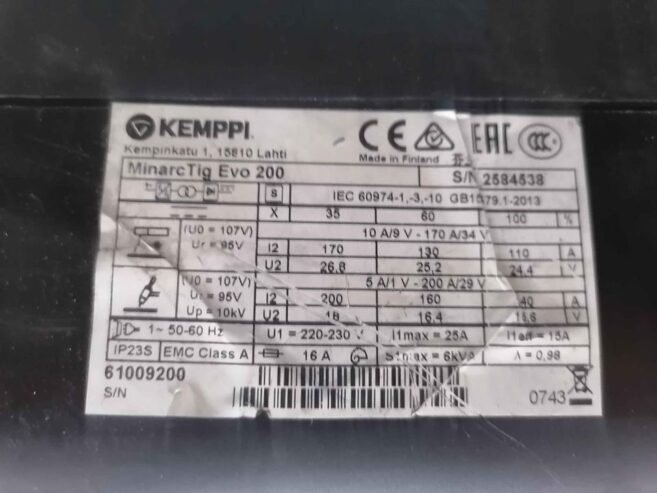 KEMPPI
CE EAC CCC
Kempinkatu 1, 15810 Lahti
Made in Finland
MinarcTig Evo 200
S/N 2584538
S IEC 60974-1,-3,-10 GB15579.1-2013
X 35 60 100 %
(U0 = 107V)
Ur = 95V
10 A/9 V - 170 A/34 V
I2 170 130 110 A
U2 26.8 25,2 24.4 V
(U0 = 107V)
Ur = 95V
Up = 10kV
5 A/1 V - 200 A/29 V
I2 200 160 A
U2 18 16,4 V
1~ 50-60 Hz
U1 = 220-230 V
I1max = 25A
I1eff = 15A
IP23S
EMC Class A
16 A
S1max = 6kVA
λ = 0,98
61009200
S/N
0743